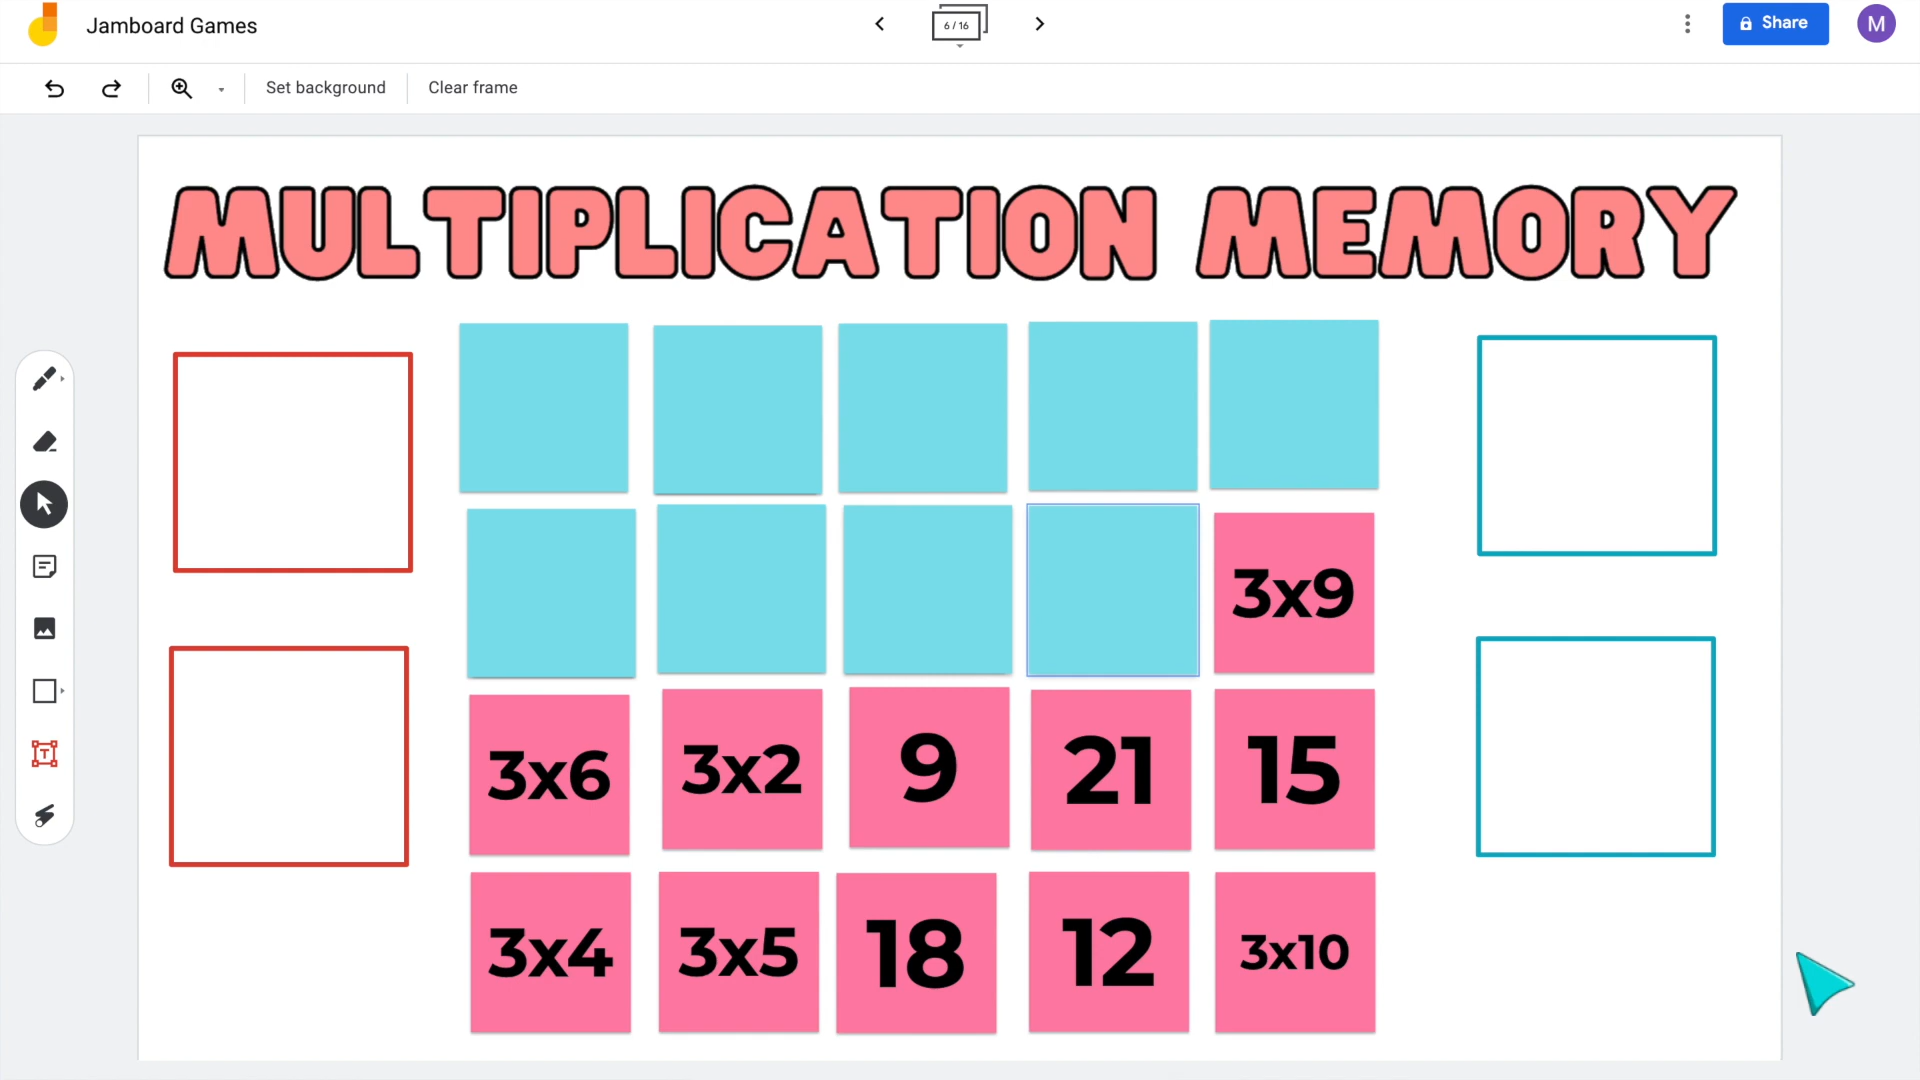 Jamboard Games
6 / 16
Share
M
Set background
Clear frame
MULTIPLICATION MEMORY
3x9
3x6 3x2 9 21 15
3x4 3x5 18 12 3x10
T